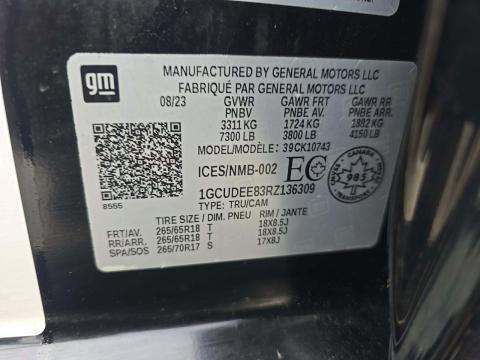 gm
MANUFACTURED BY GENERAL MOTORS LLC
FABRIQUÉ PAR GENERAL MOTORS LLC
08/23 GVWR GAWR FRT GAWR RR
PNBV PNBE AV. PNBE ARR.
3311 KG 1724 KG 1882 KG
7300 LB 3800 LB 4150 LB
MODEL/MODÈLE: 39CK10743
ICES/NMB-002 EC
985
1GCUDEE83RZ136309
8555 TYPE: TRU/CAM
TIRE SIZE / DIM. PNEU RIM / JANTE
FRT/AV. 265/65R18 T 18X8.5J
RR/ARR. 265/65R18 T 18X8.5J
SPA/SOS 265/70R17 S 17X8J